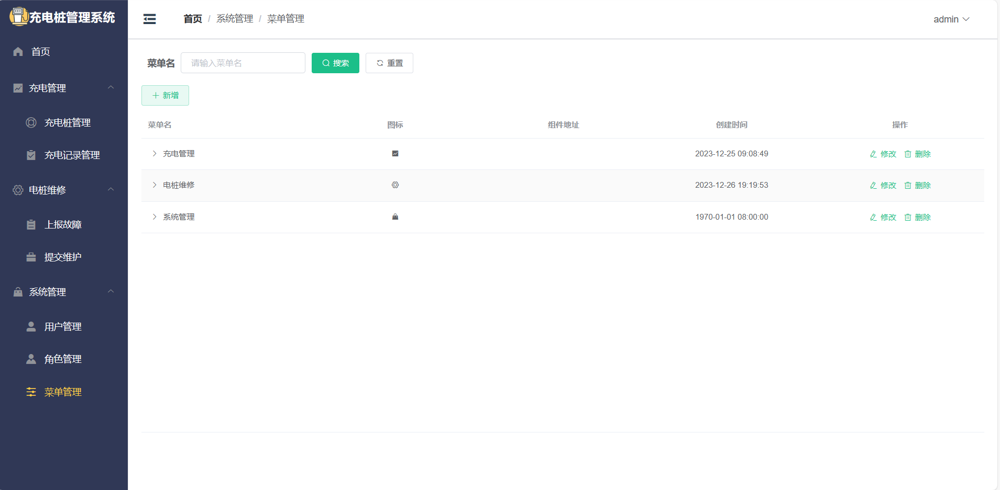 充电桩管理系统
首页
充电管理
充电桩管理
充电记录管理
电桩维修
上报故障
提交维护
系统管理
用户管理
角色管理
菜单管理
首页 / 系统管理 / 菜单管理
admin
菜单名 请输入菜单名 搜索 重置
新增
菜单名 图标 组件地址 创建时间 操作
充电管理 2023-12-25 09:08:49 修改 删除
电桩维修 2023-12-26 19:19:53 修改 删除
系统管理 1970-01-01 08:00:00 修改 删除